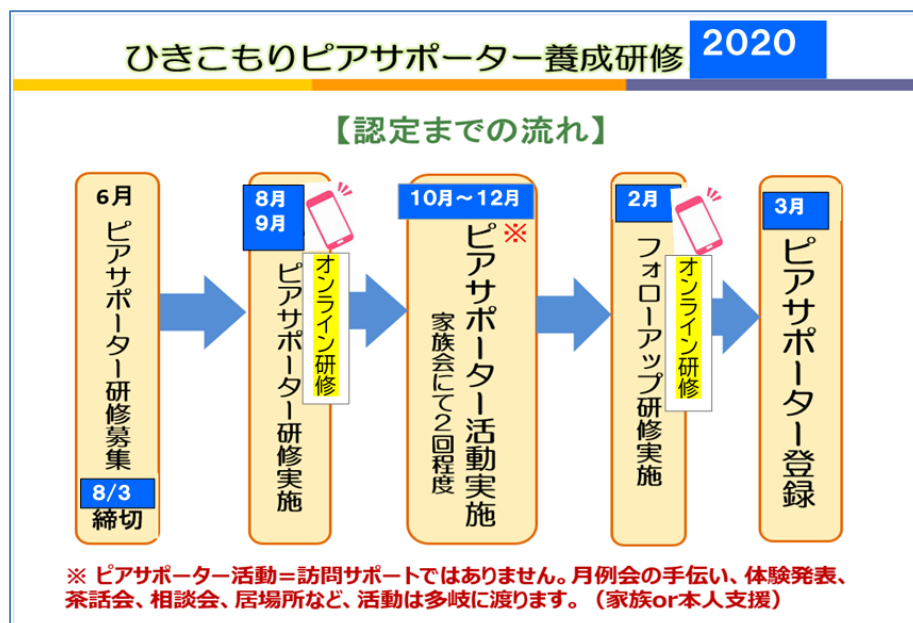 ひきこもりピアサポーター養成研修 2020
【認定までの流れ】
6月
ピアサポーター研修募集
8/3
締切
8月
9月
ピアサポーター研修実施
オンライン研修
10月～12月
※
ピアサポーター活動実施
家族会にて２回程度
2月
フォローアップ研修実施
オンライン研修
3月
ピアサポーター登録
※ ピアサポーター活動＝訪問サポートではありません。月例会の手伝い、体験発表、
茶話会、相談会、居場所など、活動は多岐に渡ります。（家族or本人支援）